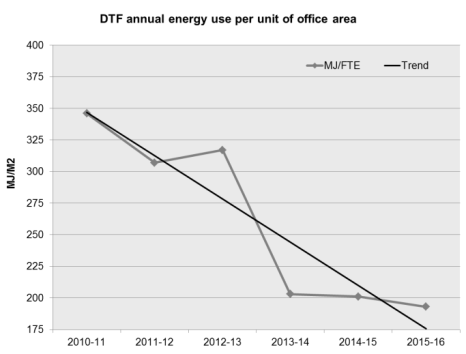 DTF annual energy use per unit of office area
400
375
350
325
300
275
250
225
200
175
MJ/M2
MJ/FTE Trend
2010-11 2011-12 2012-13 2013-14 2014-15 2015-16